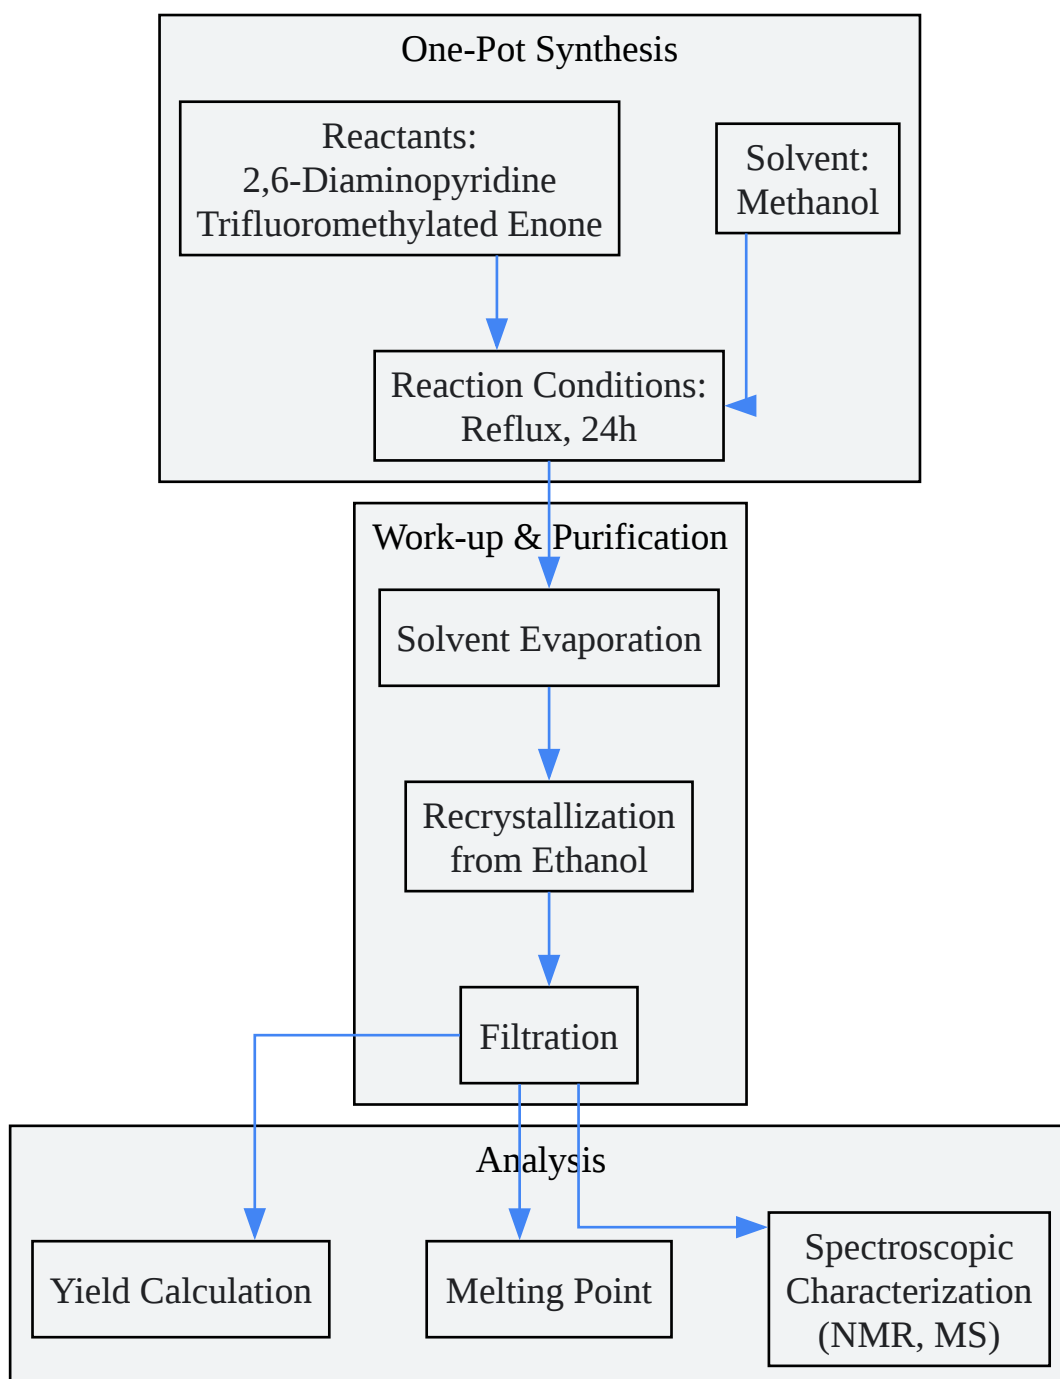 One-Pot Synthesis
Reactants:
2,6-Diaminopyridine
Trifluoromethylated Enone
Solvent:
Methanol
Reaction Conditions:
Reflux, 24h
Work-up & Purification
Solvent Evaporation
Recrystallization
from Ethanol
Filtration
Analysis
Yield Calculation
Melting Point
Spectroscopic
Characterization
(NMR, MS)